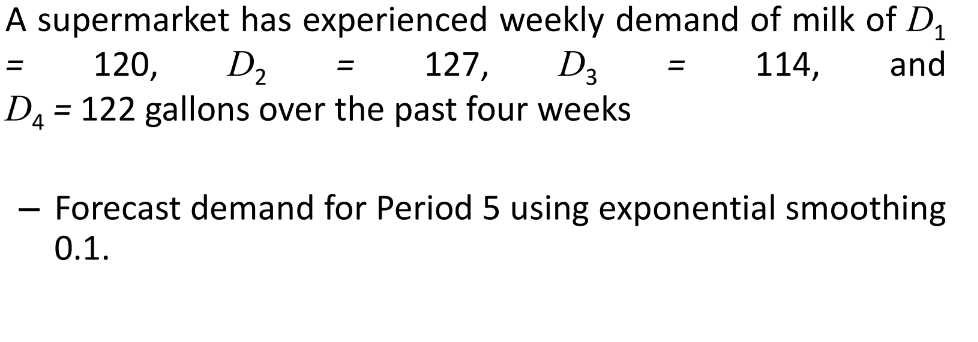 A supermarket has experienced weekly demand of milk of D₁
= 120, D₂ = 127, D₃ = 114, and
D₄ = 122 gallons over the past four weeks
– Forecast demand for Period 5 using exponential smoothing
0.1.